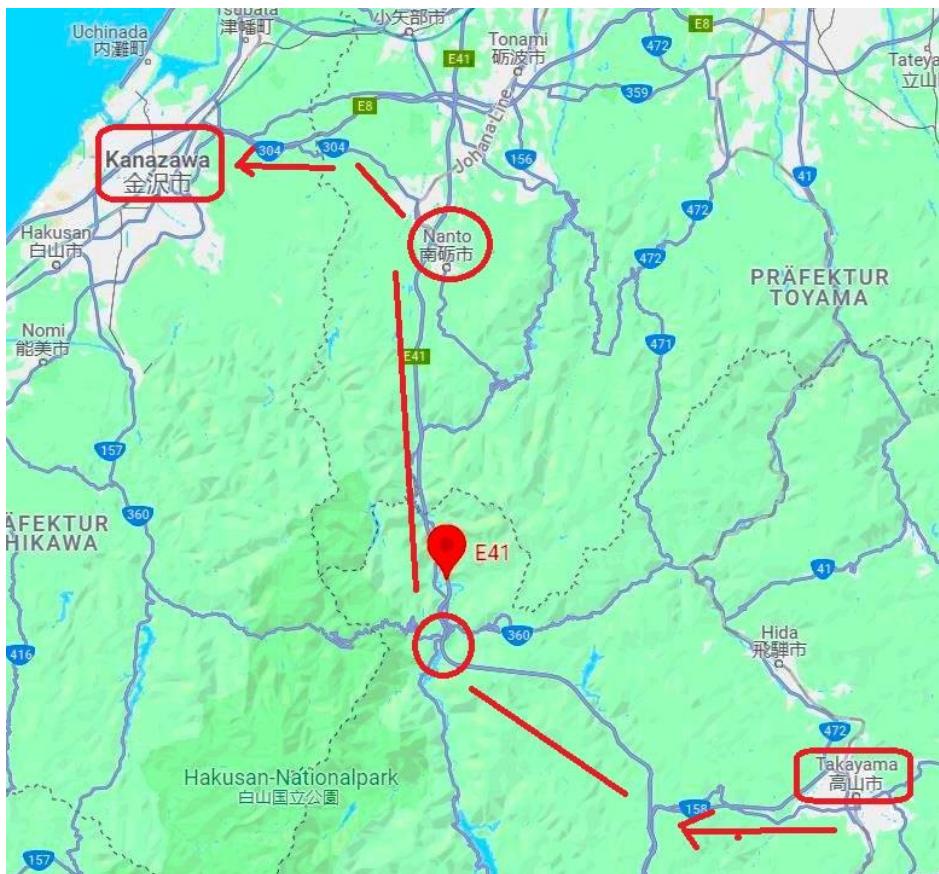 Uchinada
内灘町
Tsubata
津幡町
小矢部市
E8
E41
Tonami
砺波市
472
359
Tateya
立山
E8
304
304
Johana Line
156
41
Kanazawa
金沢市
472
Hakusan
白山市
Nanto
南砺市
472
PRÄFEKTUR
TOYAMA
Nomi
能美市
E41
471
157
360
ÄFEKTUR
HIKAWA
E41
41
360
Hida
飛騨市
416
472
Takayama
高山市
Hakusan-Nationalpark
白山国立公園
158
157